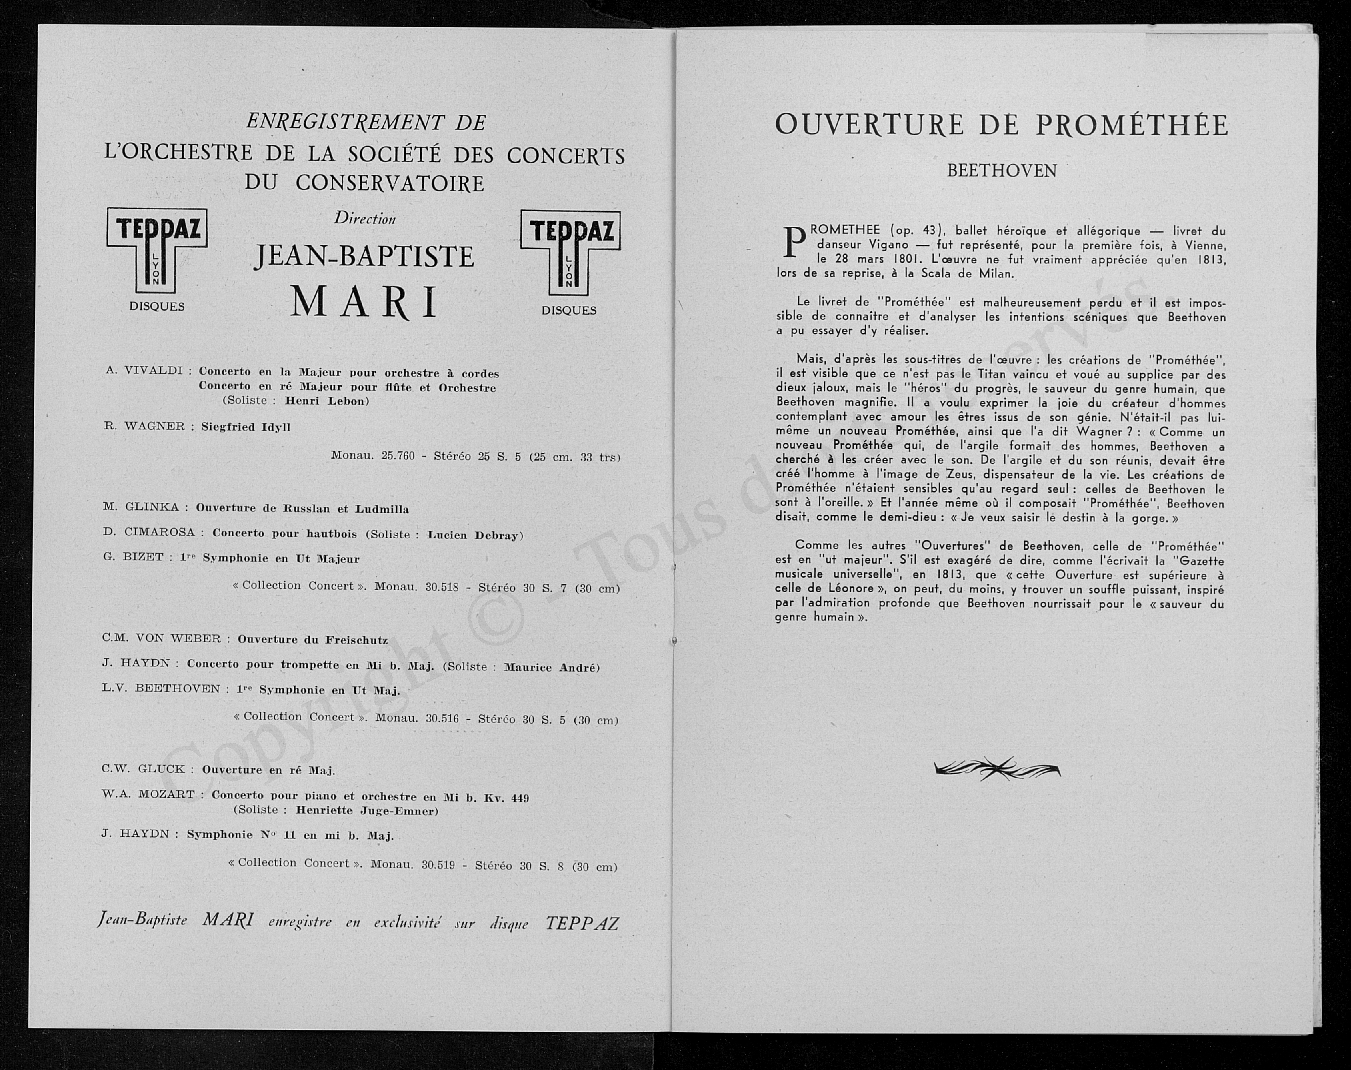 ENREGISTREMENT DE
L'ORCHESTRE DE LA SOCIÉTÉ DES CONCERTS
DU CONSERVATOIRE
Direction
JEAN-BAPTISTE
MARI
TEPPAZ
LYON
DISQUES
TEPPAZ
LYON
DISQUES
A. VIVALDI : Concerto en la Majeur pour orchestre à cordes
Concerto en ré Majeur pour flûte et Orchestre
(Soliste : Henri Lebon)
R. WAGNER : Siegfried Idyll
Monau. 25.760 - Stéréo 25 S. 5 (25 cm. 33 trs)
M. GLINKA : Ouverture de Russlan et Ludmilla
D. CIMAROSA : Concerto pour hautbois (Soliste : Lucien Debray)
G. BIZET : 1re Symphonie en Ut Majeur
« Collection Concert ». Monau. 30.518 - Stéréo 30 S. 7 (30 cm)
C.M. VON WEBER : Ouverture du Freischutz
J. HAYDN : Concerto pour trompette en Mi b. Maj. (Soliste : Maurice André)
L.V. BEETHOVEN : 1re Symphonie en Ut Maj.
« Collection Concert ». Monau. 30.516 - Stéréo 30 S. 5 (30 cm)
C.W. GLUCK : Ouverture en ré Maj.
W.A. MOZART : Concerto pour piano et orchestre en Mi b. Kv. 449
(Soliste : Henriette Juge-Emner)
J. HAYDN : Symphonie No 11 en mi b. Maj.
« Collection Concert ». Monau. 30.519 - Stéréo 30 S. 8 (30 cm)
Jean-Baptiste MARI enregistre en exclusivité sur disque TEPPAZ
OUVERTURE DE PROMÉTHÉE
BEETHOVEN
PROMETHEE (op. 43), ballet héroïque et allégorique — livret du
danseur Vigano — fut représenté, pour la première fois, à Vienne,
le 28 mars 1801. L'œuvre ne fut vraiment appréciée qu'en 1813,
lors de sa reprise, à la Scala de Milan.
Le livret de "Prométhée" est malheureusement perdu et il est impos-
sible de connaitre et d'analyser les intentions scéniques que Beethoven
a pu essayer d'y réaliser.
Mais, d'après les sous-titres de l'œuvre : les créations de "Prométhée",
il est visible que ce n'est pas le Titan vaincu et voué au supplice par des
dieux jaloux, mais le "héros" du progrès, le sauveur du genre humain, que
Beethoven magnifie. Il a voulu exprimer la joie du créateur d'hommes
contemplant avec amour les êtres issus de son génie. N'était-il pas lui-
même un nouveau Prométhée, ainsi que l'a dit Wagner ? : « Comme un
nouveau Prométhée qui, de l'argile formait des hommes, Beethoven a
cherché à les créer avec le son. De l'argile et du son réunis, devait être
créé l'homme à l'image de Zeus, dispensateur de la vie. Les créations de
Prométhée n'étaient sensibles qu'au regard seul : celles de Beethoven le
sont à l'oreille. » Et l'année même où il composait "Prométhée", Beethoven
disait, comme le demi-dieu : « Je veux saisir le destin à la gorge. »
Comme les autres "Ouvertures" de Beethoven, celle de "Prométhée"
est en "ut majeur". S'il est exagéré de dire, comme l'écrivait la "Gazette
musicale universelle", en 1813, que « cette Ouverture est supérieure à
celle de Léonore », on peut, du moins, y trouver un souffle puissant, inspiré
par l'admiration profonde que Beethoven nourrissait pour le « sauveur du
genre humain ».